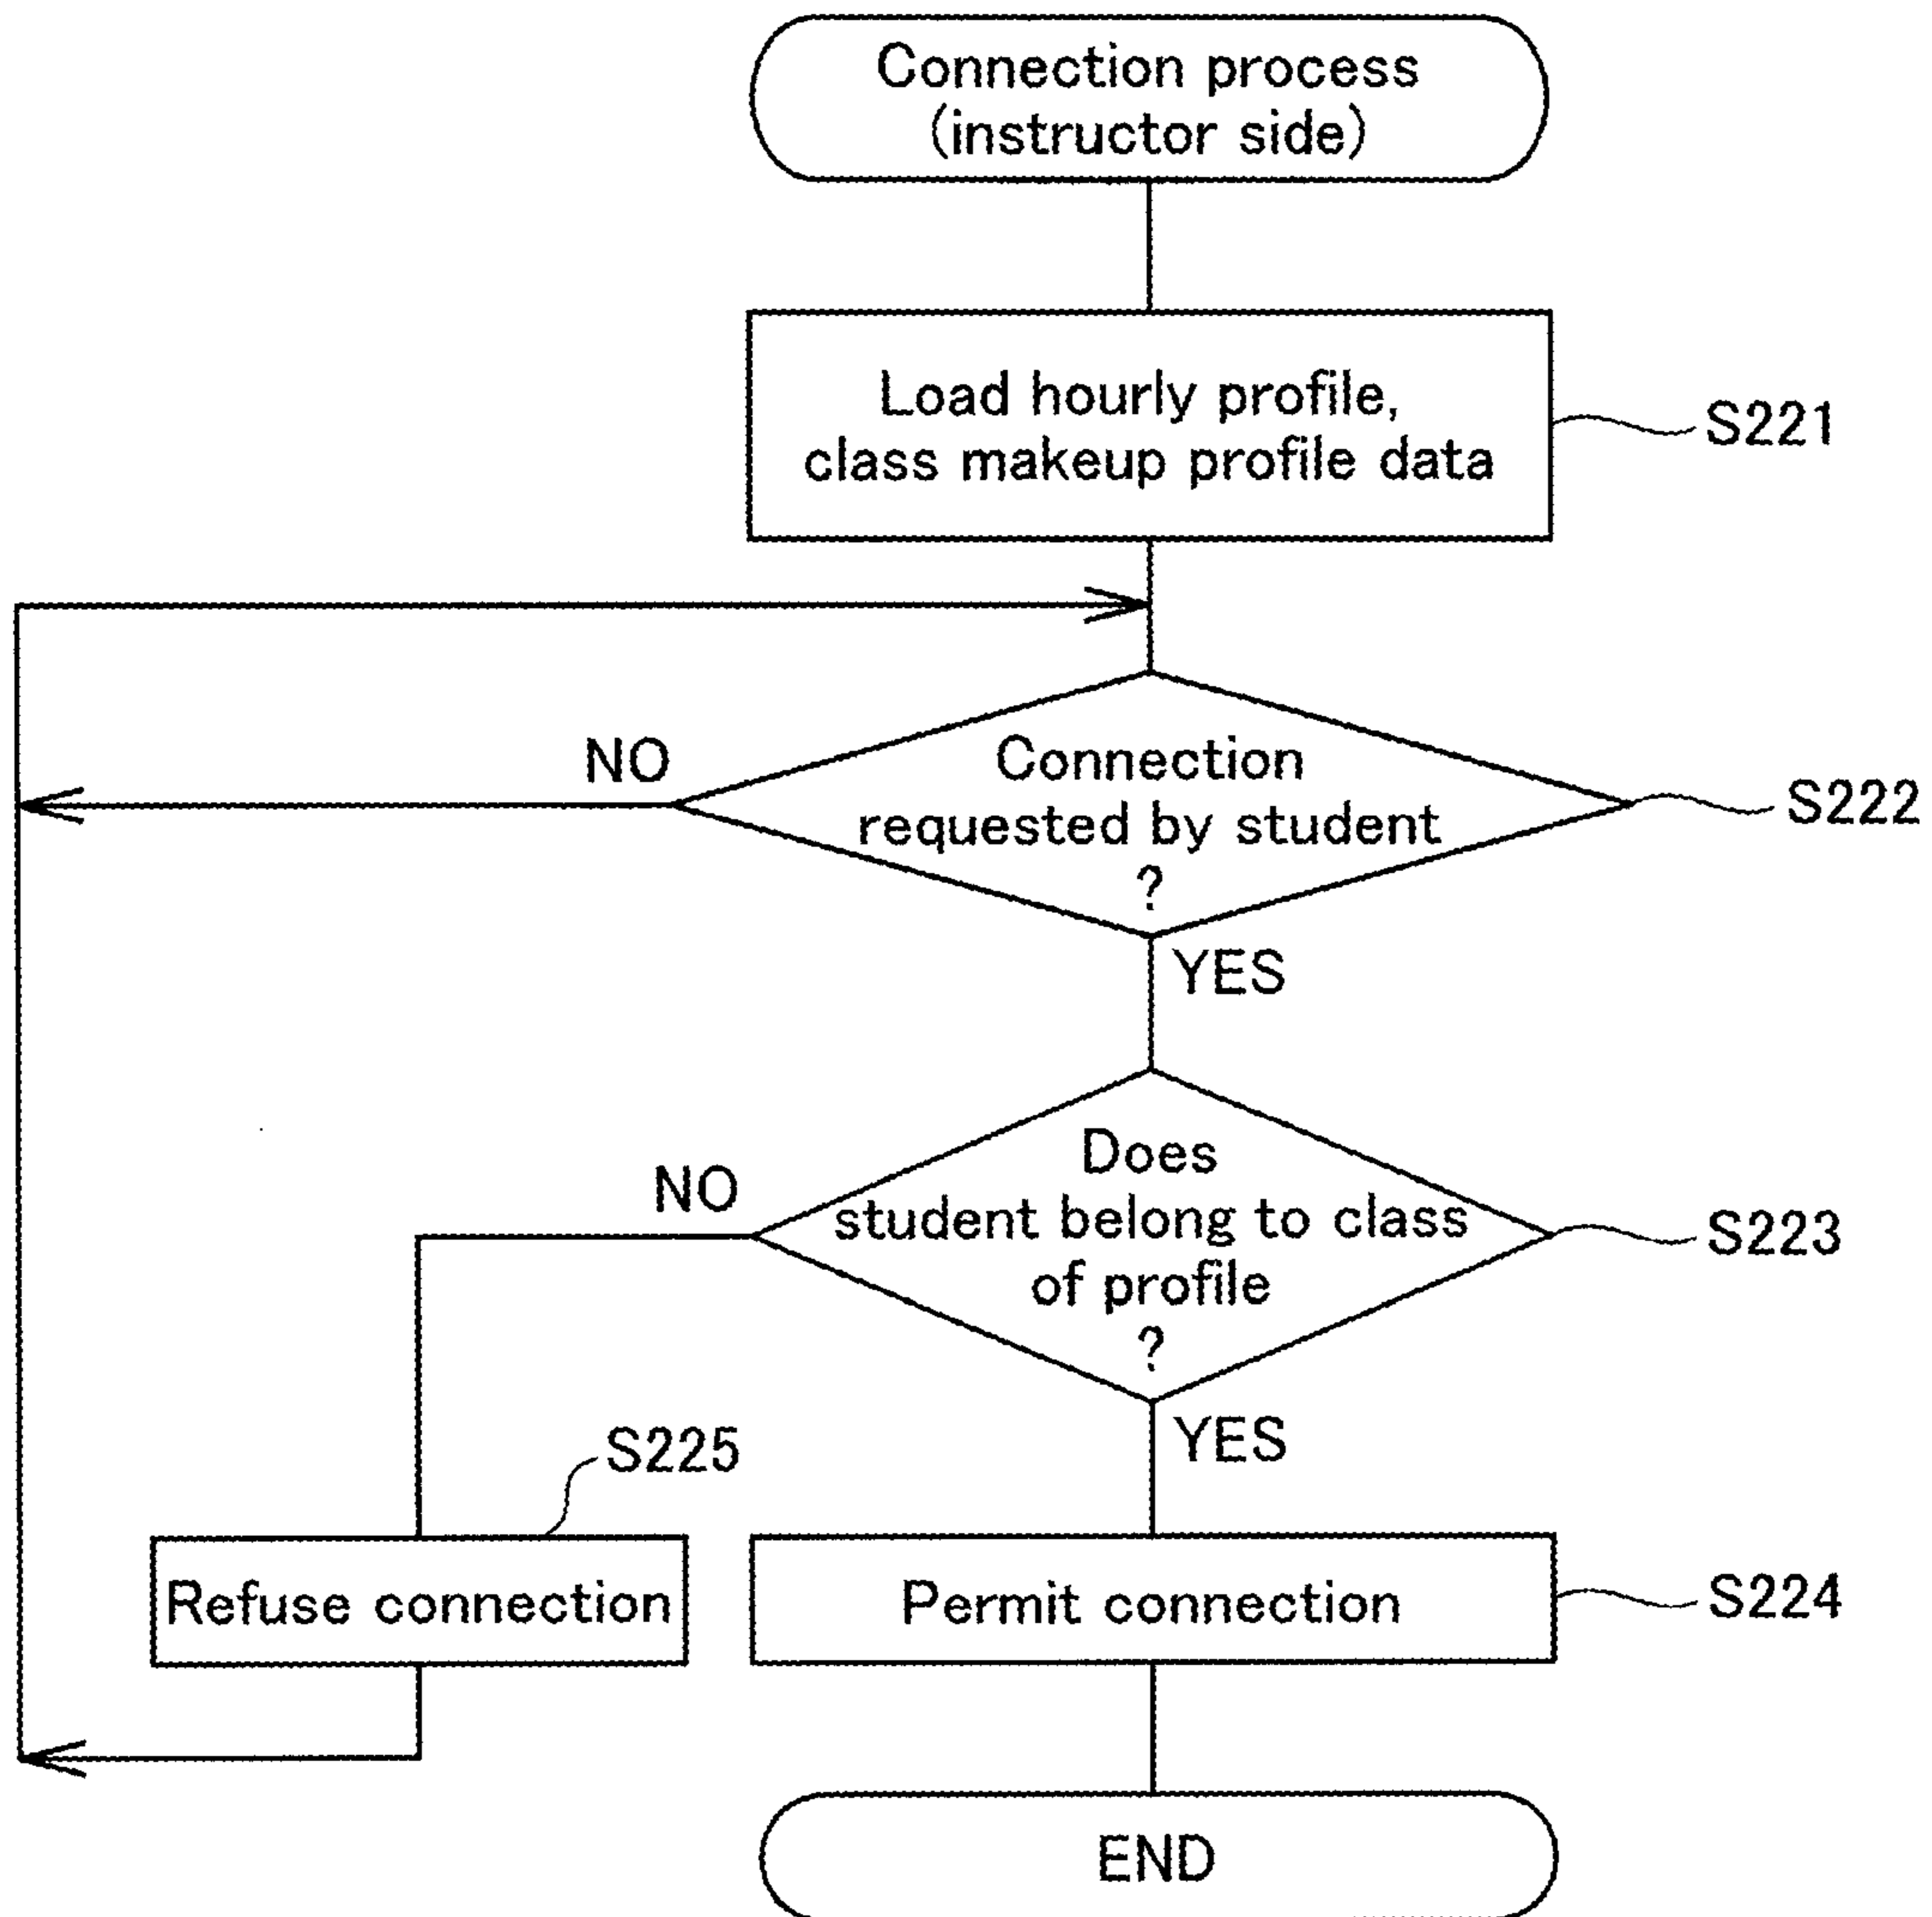 Connection process
(instructor side)
Load hourly profile,
class makeup profile data
S221
NO
Connection
requested by student
?
S222
YES
Does
student belong to class
of profile
?
NO
S223
YES
S225
Refuse connection
Permit connection
S224
END